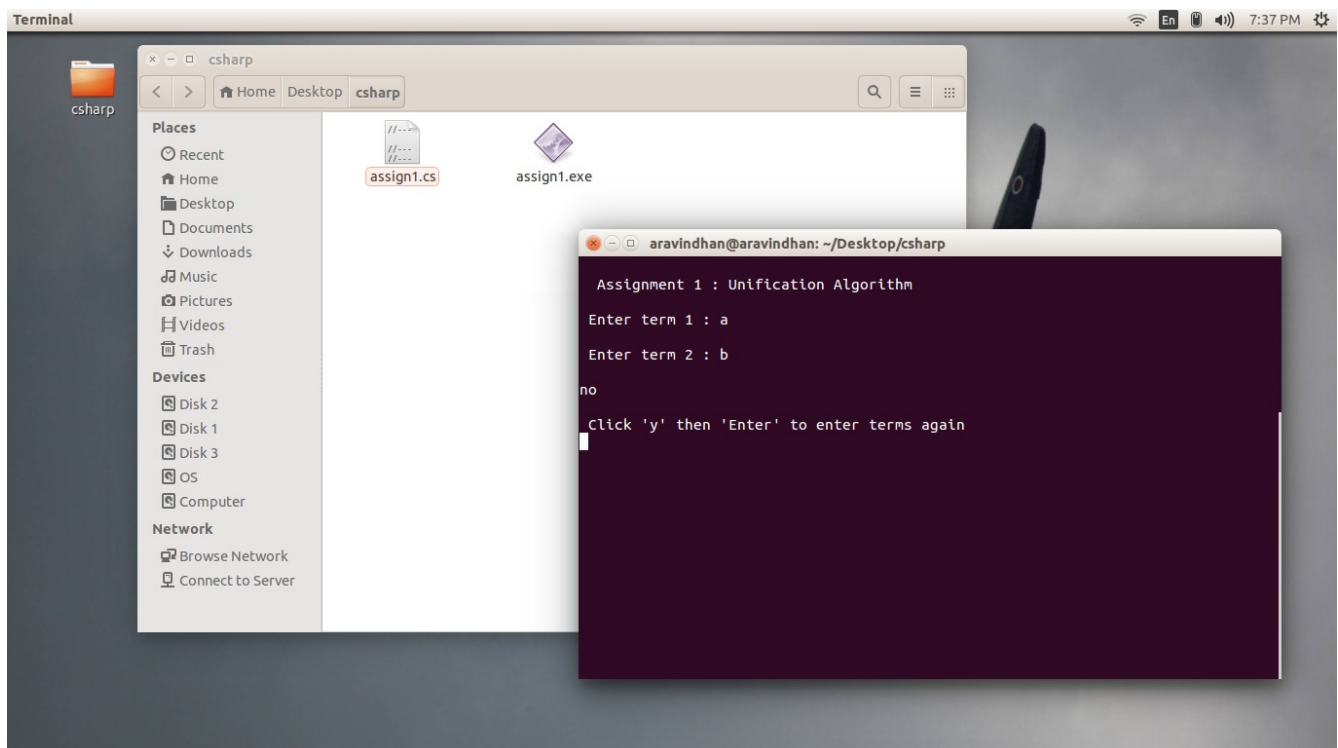 Terminal
En
7:37 PM
csharp
csharp
Home Desktop csharp
Places
Recent
Home
Desktop
Documents
Downloads
Music
Pictures
Videos
Trash
Devices
Disk 2
Disk 1
Disk 3
OS
Computer
Network
Browse Network
Connect to Server
//---
//---
//---
assign1.cs
assign1.exe
aravindhan@aravindhan: ~/Desktop/csharp
Assignment 1 : Unification Algorithm
Enter term 1 : a
Enter term 2 : b
no
Click 'y' then 'Enter' to enter terms again